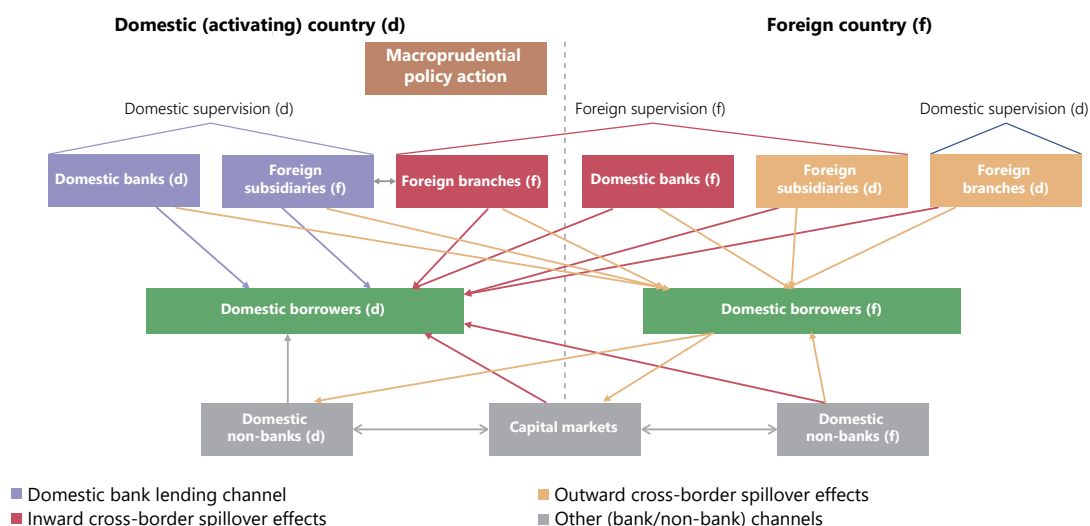 Domestic (activating) country (d)
Foreign country (f)
Macroprudential
policy action
Domestic supervision (d)
Foreign supervision (f)
Domestic supervision (d)
Domestic banks (d)
Foreign
subsidiaries (f)
Foreign branches (f)
Domestic banks (f)
Foreign
subsidiaries (d)
Foreign
branches (d)
Domestic borrowers (d)
Domestic borrowers (f)
Domestic
non-banks (d)
Capital markets
Domestic
non-banks (f)
Domestic bank lending channel
Outward cross-border spillover effects
Inward cross-border spillover effects
Other (bank/non-bank) channels